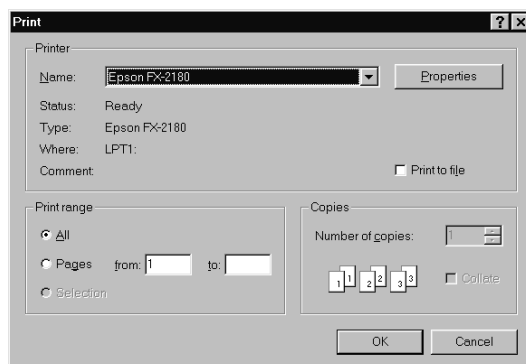 Print ? ×
Printer
Name: Epson FX-2180 Properties
Status: Ready
Type: Epson FX-2180
Where: LPT1:
Comment: Print to file
Print range
All
Pages from: 1 to:
Selection
Copies
Number of copies: 1
1 1 2 2 3 3 Collate
OK Cancel